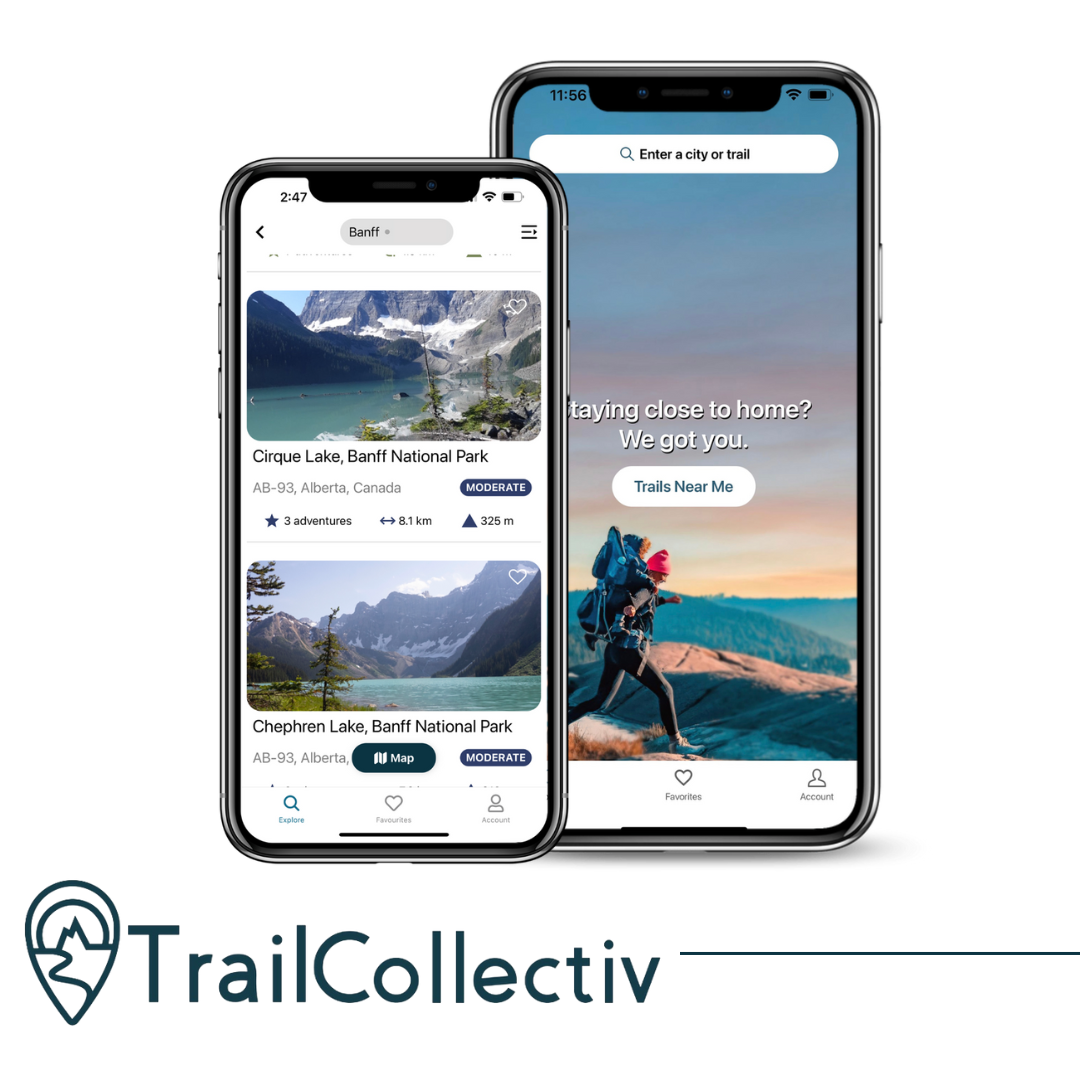 2:47
Banff
Cirque Lake, Banff National Park
AB-93, Alberta, Canada
MODERATE
3 adventures
8.1 km
325 m
Chephren Lake, Banff National Park
AB-93, Alberta,
Map
MODERATE
Explore
Favourites
Account
11:56
Enter a city or trail
taying close to home?
We got you.
Trails Near Me
Favorites
Account
TrailCollectiv